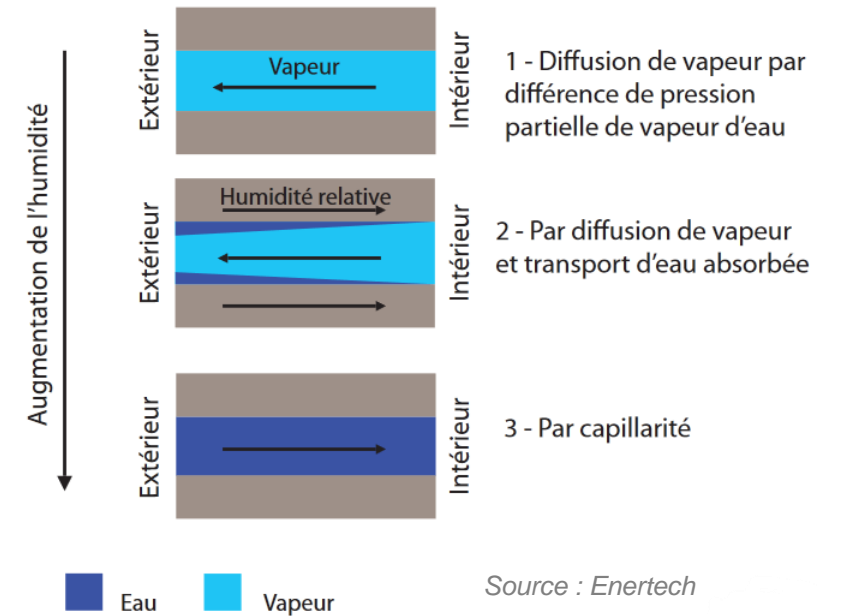 Augmentation de l'humidité
Extérieur
Vapeur
Intérieur
1 - Diffusion de vapeur par
différence de pression
partielle de vapeur d'eau
Extérieur
Humidité relative
Intérieur
2 - Par diffusion de vapeur
et transport d'eau absorbée
Extérieur
Intérieur
3 - Par capillarité
Eau
Vapeur
Source : Enertech